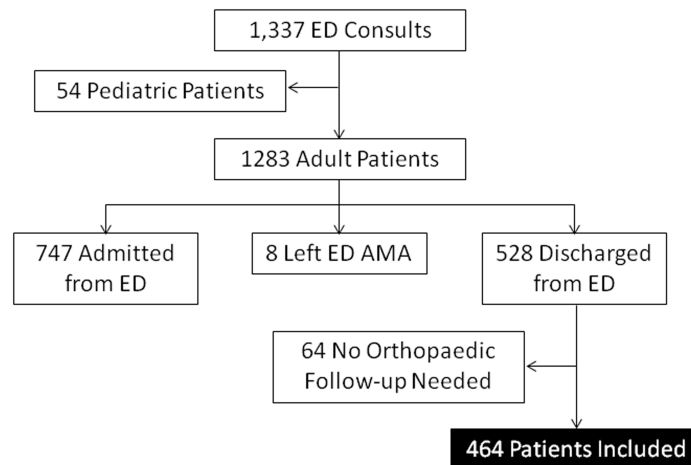 1,337 ED Consults
54 Pediatric Patients
1283 Adult Patients
747 Admitted
from ED
8 Left ED AMA
528 Discharged
from ED
64 No Orthopaedic
Follow-up Needed
464 Patients Included